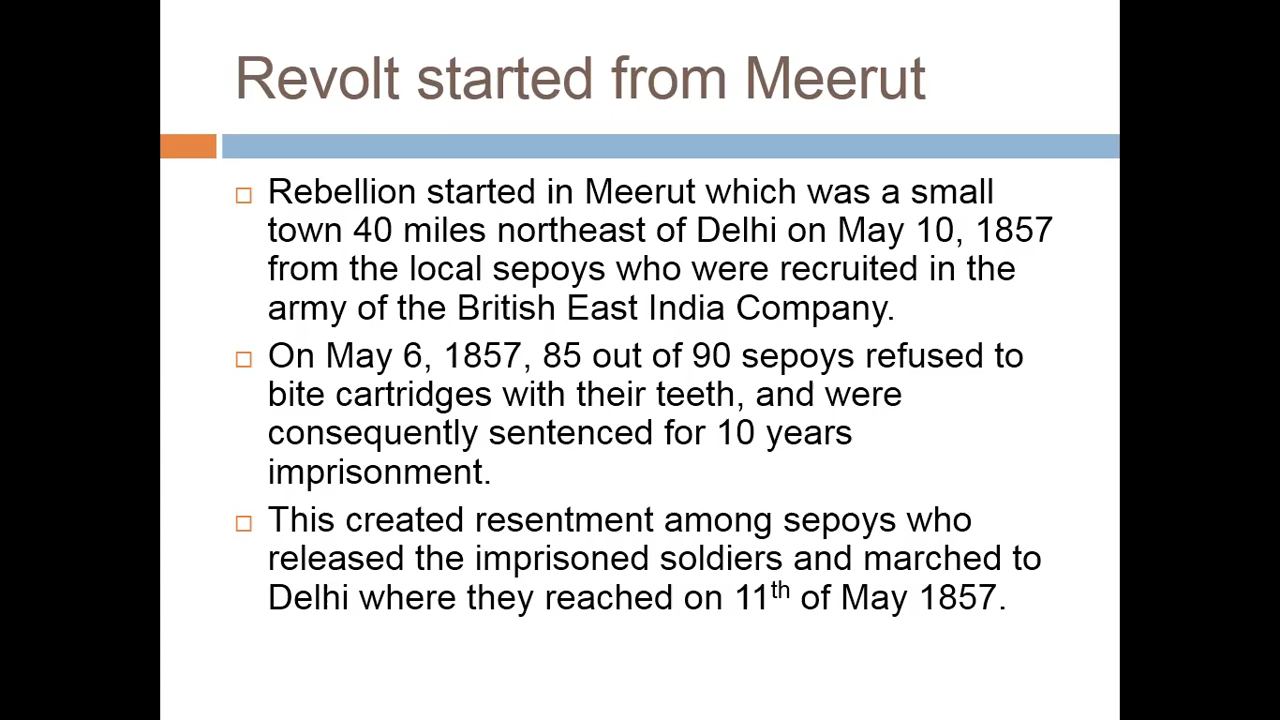 Revolt started from Meerut
Rebellion started in Meerut which was a small
town 40 miles northeast of Delhi on May 10, 1857
from the local sepoys who were recruited in the
army of the British East India Company.
On May 6, 1857, 85 out of 90 sepoys refused to
bite cartridges with their teeth, and were
consequently sentenced for 10 years
imprisonment.
This created resentment among sepoys who
released the imprisoned soldiers and marched to
Delhi where they reached on 11th of May 1857.